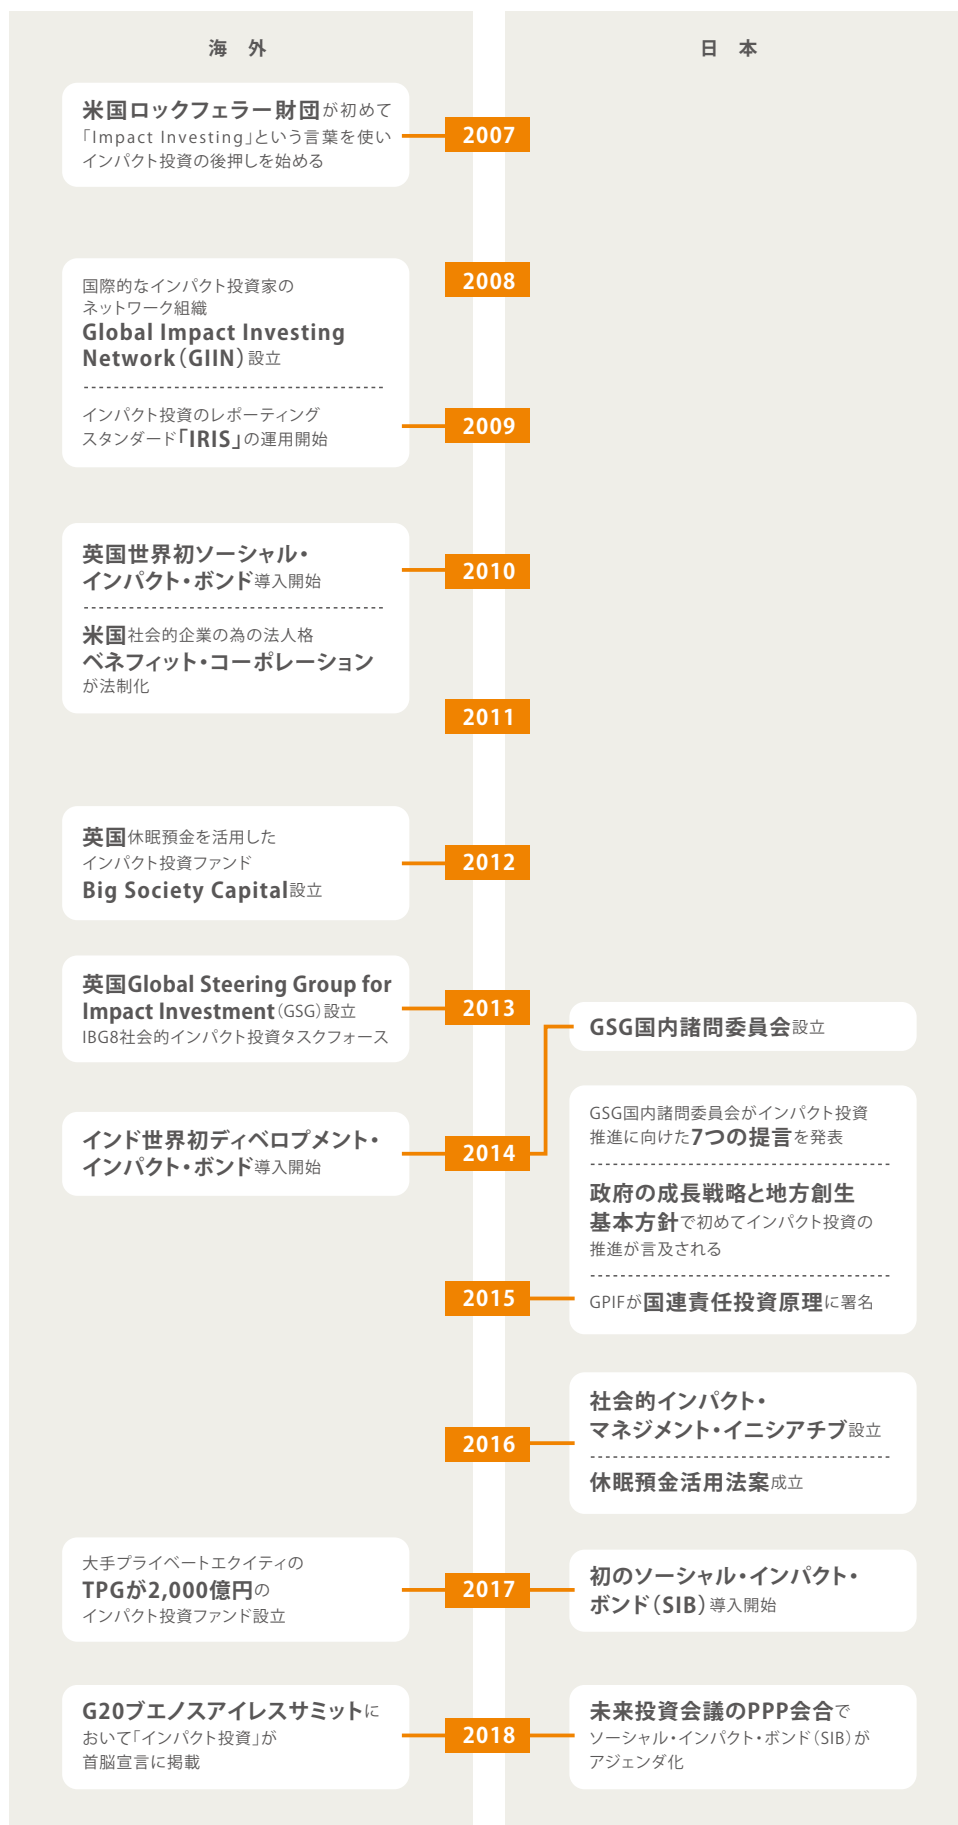 海 外
日 本
米国ロックフェラー財団が初めて
「Impact Investing」という言葉を使い
インパクト投資の後押しを始める
2007
2008
国際的なインパクト投資家の
ネットワーク組織
Global Impact Investing
Network（GIIN）設立
インパクト投資のレポーティング
スタンダード「IRIS」の運用開始
2009
英国世界初ソーシャル・
インパクト・ボンド導入開始
2010
米国社会的企業の為の法人格
ベネフィット・コーポレーション
が法制化
2011
英国休眠預金を活用した
インパクト投資ファンド
Big Society Capital設立
2012
英国Global Steering Group for
Impact Investment（GSG）設立
IBG8社会的インパクト投資タスクフォース
2013
GSG国内諮問委員会設立
インド世界初ディベロプメント・
インパクト・ボンド導入開始
2014
GSG国内諮問委員会がインパクト投資
推進に向けた7つの提言を発表
政府の成長戦略と地方創生
基本方針で初めてインパクト投資の
推進が言及される
2015
GPIFが国連責任投資原理に署名
社会的インパクト・
マネジメント・イニシアチブ設立
2016
休眠預金活用法案成立
大手プライベートエクイティの
TPGが2,000億円の
インパクト投資ファンド設立
2017
初のソーシャル・インパクト・
ボンド（SIB）導入開始
G20ブエノスアイレスサミットに
おいて「インパクト投資」が
首脳宣言に掲載
2018
未来投資会議のPPP会合で
ソーシャル・インパクト・ボンド（SIB）が
アジェンダ化